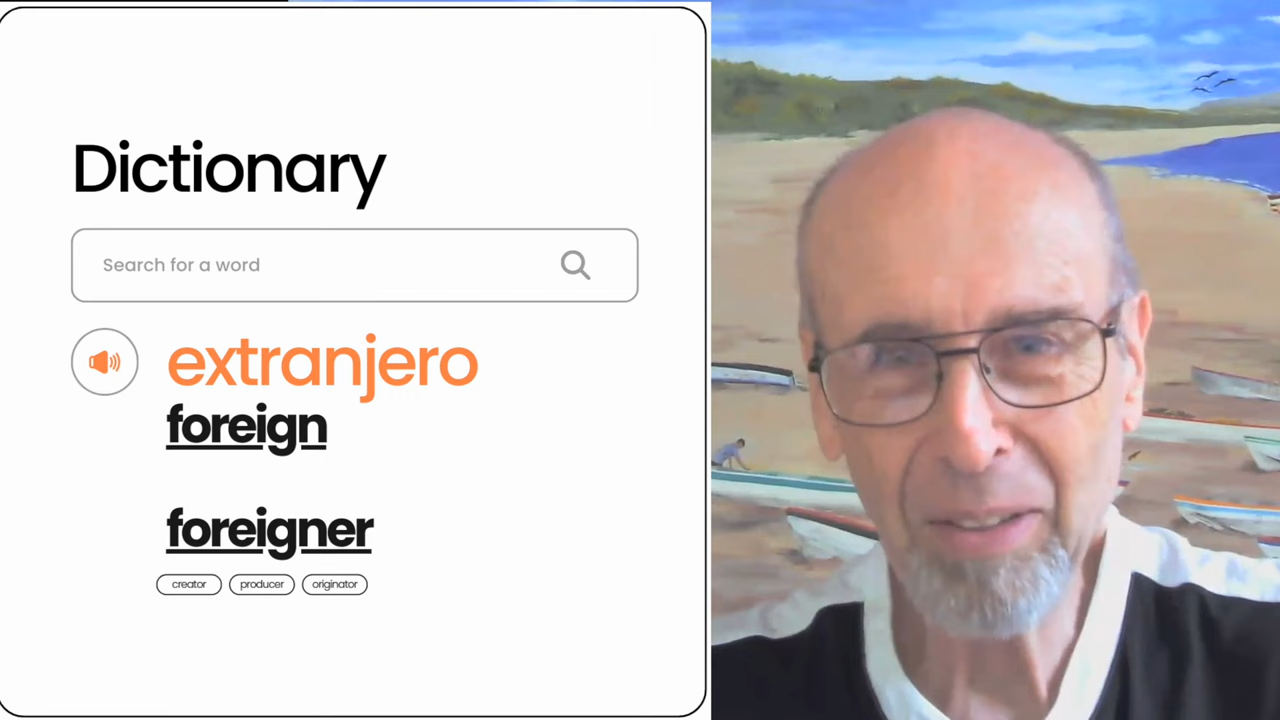 Dictionary
Search for a word
extranjero
foreign
foreigner
creator producer originator